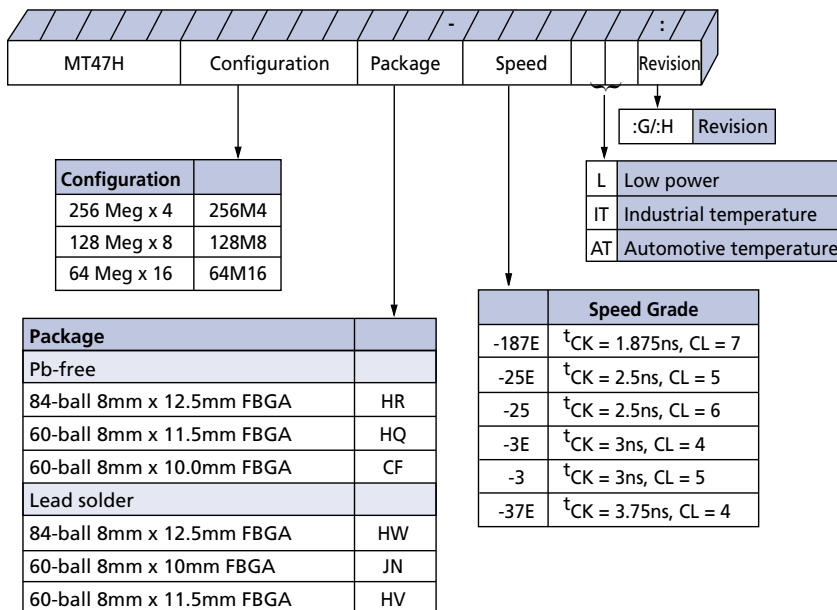 - :
MT47H Configuration Package Speed Revision
:G/:H Revision
L Low power
IT Industrial temperature
AT Automotive temperature
Configuration
256 Meg x 4 256M4
128 Meg x 8 128M8
64 Meg x 16 64M16
Speed Grade
-187E tCK = 1.875ns, CL = 7
-25E tCK = 2.5ns, CL = 5
-25 tCK = 2.5ns, CL = 6
-3E tCK = 3ns, CL = 4
-3 tCK = 3ns, CL = 5
-37E tCK = 3.75ns, CL = 4
Package
Pb-free
84-ball 8mm x 12.5mm FBGA HR
60-ball 8mm x 11.5mm FBGA HQ
60-ball 8mm x 10.0mm FBGA CF
Lead solder
84-ball 8mm x 12.5mm FBGA HW
60-ball 8mm x 10mm FBGA JN
60-ball 8mm x 11.5mm FBGA HV